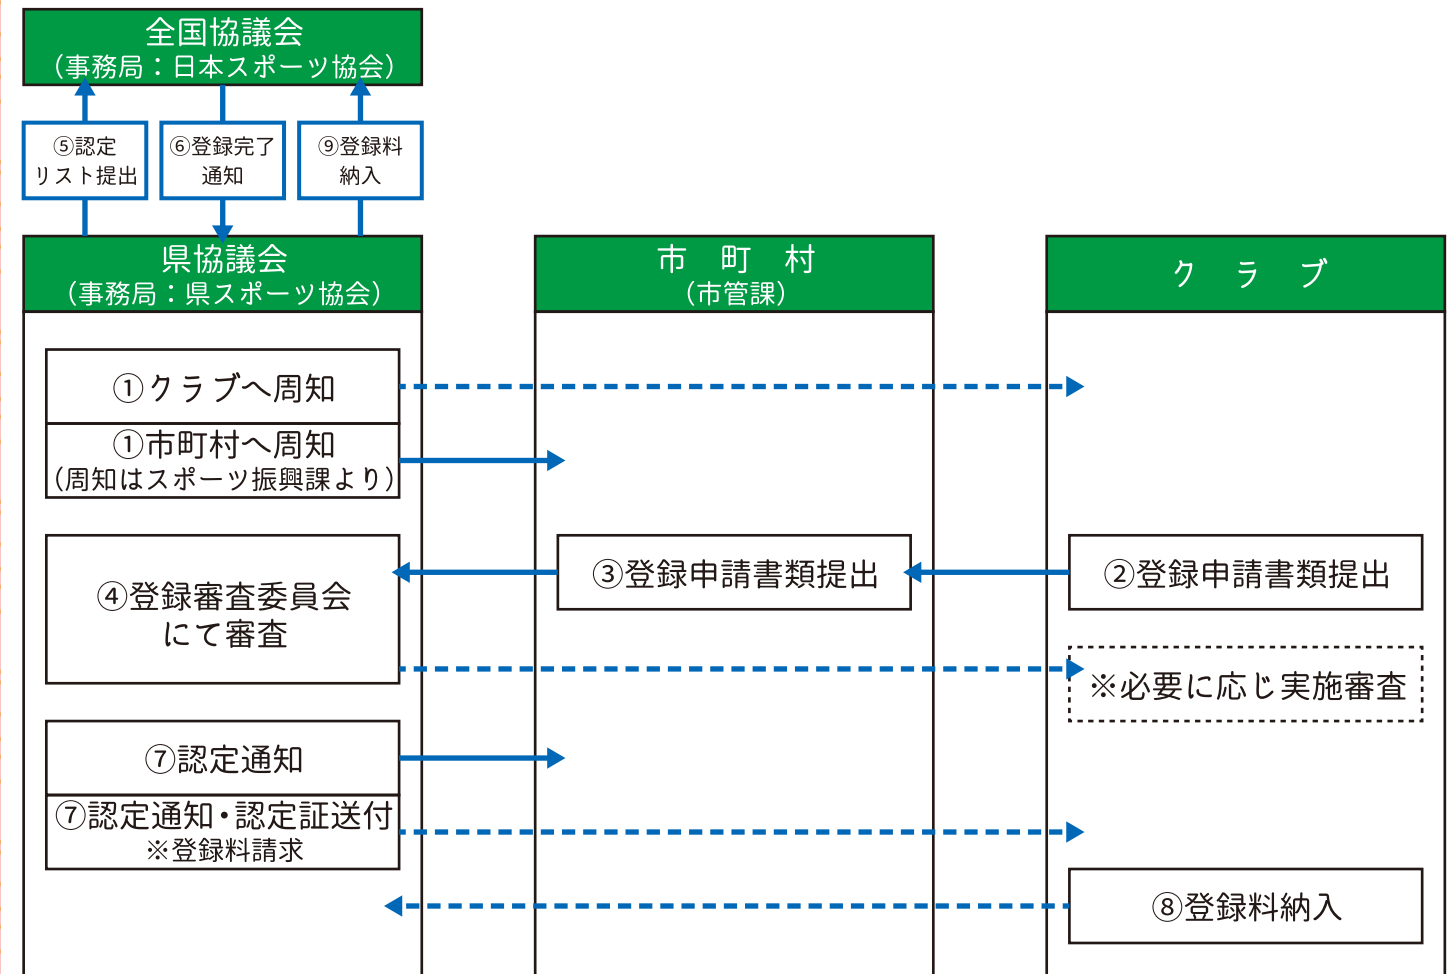 全国協議会
（事務局：日本スポーツ協会）
⑤認定
リスト提出
⑥登録完了
通知
⑨登録料
納入
県協議会
（事務局：県スポーツ協会）
市　町　村
（市管課）
ク　ラ　ブ
①クラブへ周知
①市町村へ周知
（周知はスポーツ振興課より）
④登録審査委員会
にて審査
③登録申請書類提出
②登録申請書類提出
※必要に応じ実施審査
⑦認定通知
⑦認定通知・認定証送付
※登録料請求
⑧登録料納入